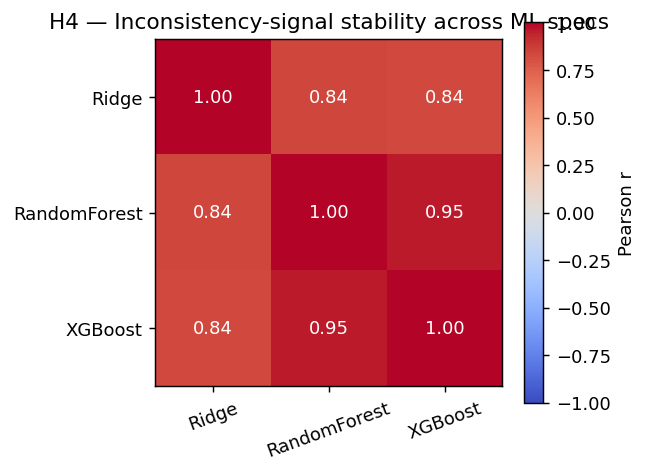 H4 — Inconsistency-signal stability across ML specs
Ridge 1.00 0.84 0.84
RandomForest 0.84 1.00 0.95
XGBoost 0.84 0.95 1.00
Ridge RandomForest XGBoost
1.00
0.75
0.50
0.25
0.00
−0.25
−0.50
−0.75
−1.00
Pearson r